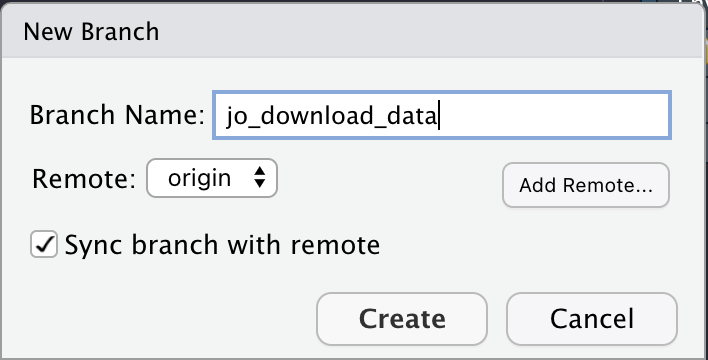 New Branch
Branch Name: jo_download_data
Remote: origin Add Remote...
Sync branch with remote
Create Cancel